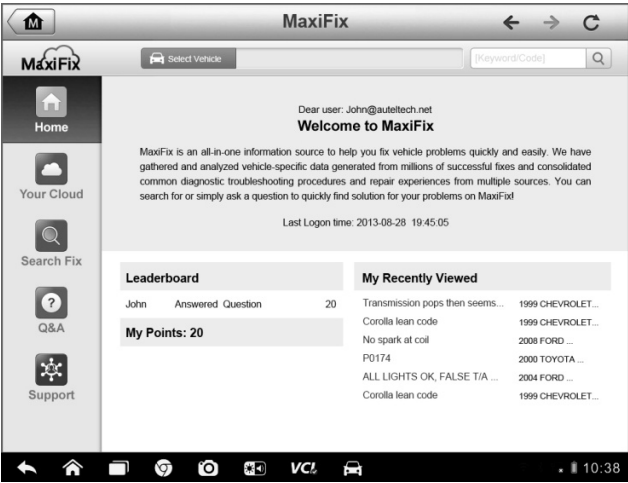 M
MaxiFix
MaxiFix
Select Vehicle
[Keyword/Code]
Home
Your Cloud
Search Fix
?
Q&A
Support
Dear user: John@auteltech.net
Welcome to MaxiFix
MaxiFix is an all-in-one information source to help you fix vehicle problems quickly and easily. We have
gathered and analyzed vehicle-specific data generated from millions of successful fixes and consolidated
common diagnostic troubleshooting procedures and repair experiences from multiple sources. You can
search for or simply ask a question to quickly find solution for your problems on MaxiFix!
Last Logon time: 2013-08-28 19:45:05
Leaderboard
John Answered Question 20
My Points: 20
My Recently Viewed
Transmission pops then seems... 1999 CHEVROLET...
Corolla lean code 1999 CHEVROLET...
No spark at coil 2008 FORD ...
P0174 2000 TOYOTA ...
ALL LIGHTS OK, FALSE T/A ... 2004 FORD ...
Corolla lean code 1999 CHEVROLET...
VCI
10:38